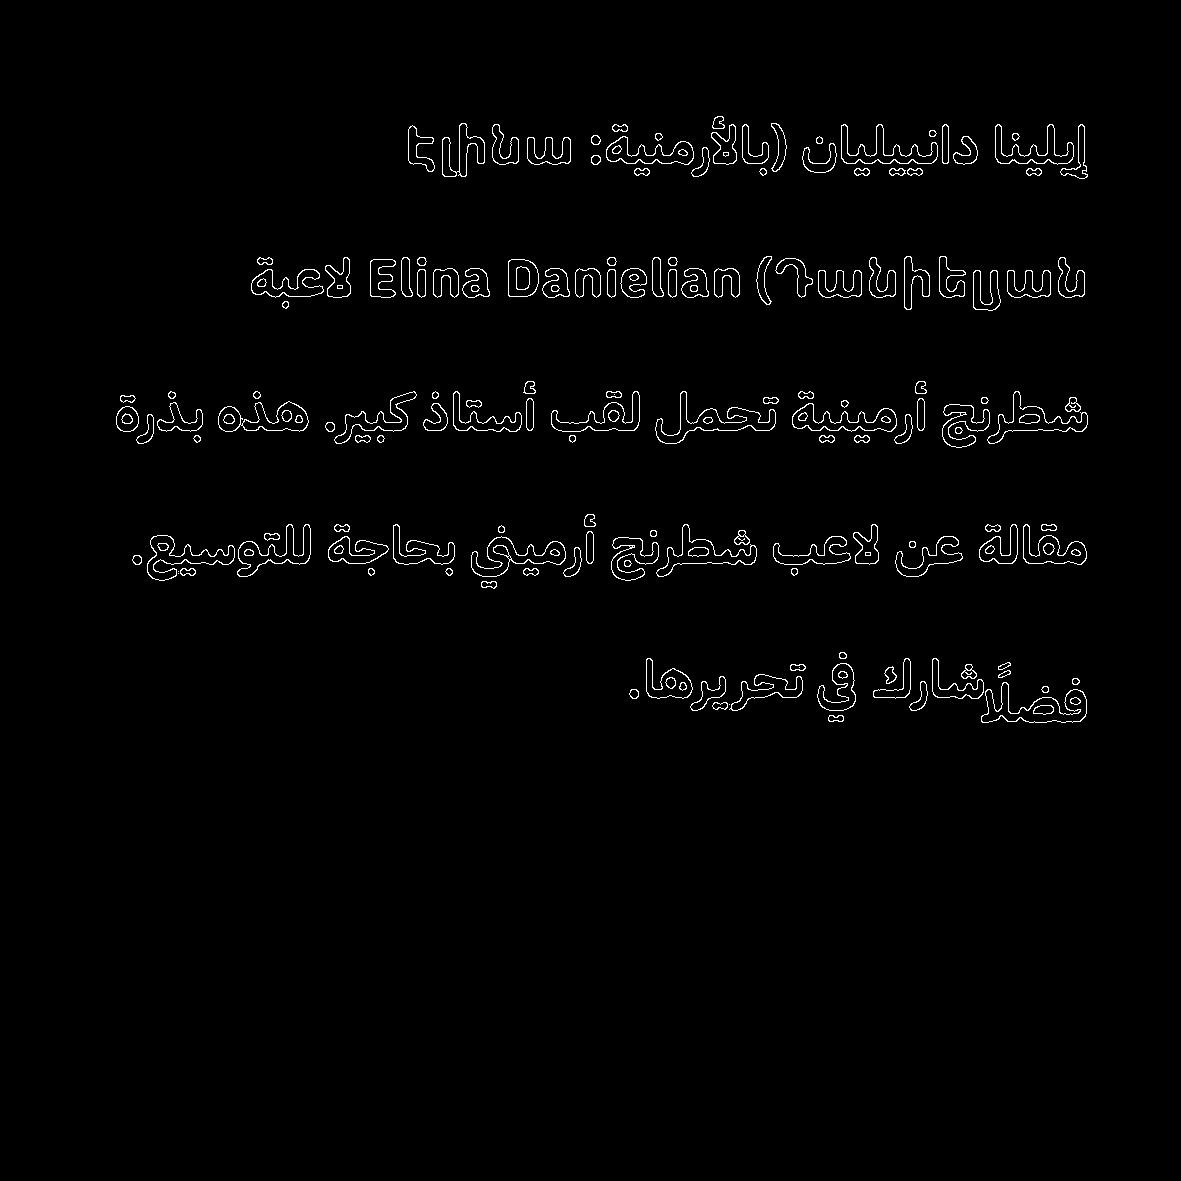 إيلينا دانييليان (بالأرمنية: Էլինա
Դանիելյան) Elina Danielian لاعبة
شطرنج أرمينية تحمل لقب أستاذ كبير. هذه بذرة
مقالة عن لاعب شطرنج أرميني بحاجة للتوسيع.
فضلًا شارك في تحريرها.